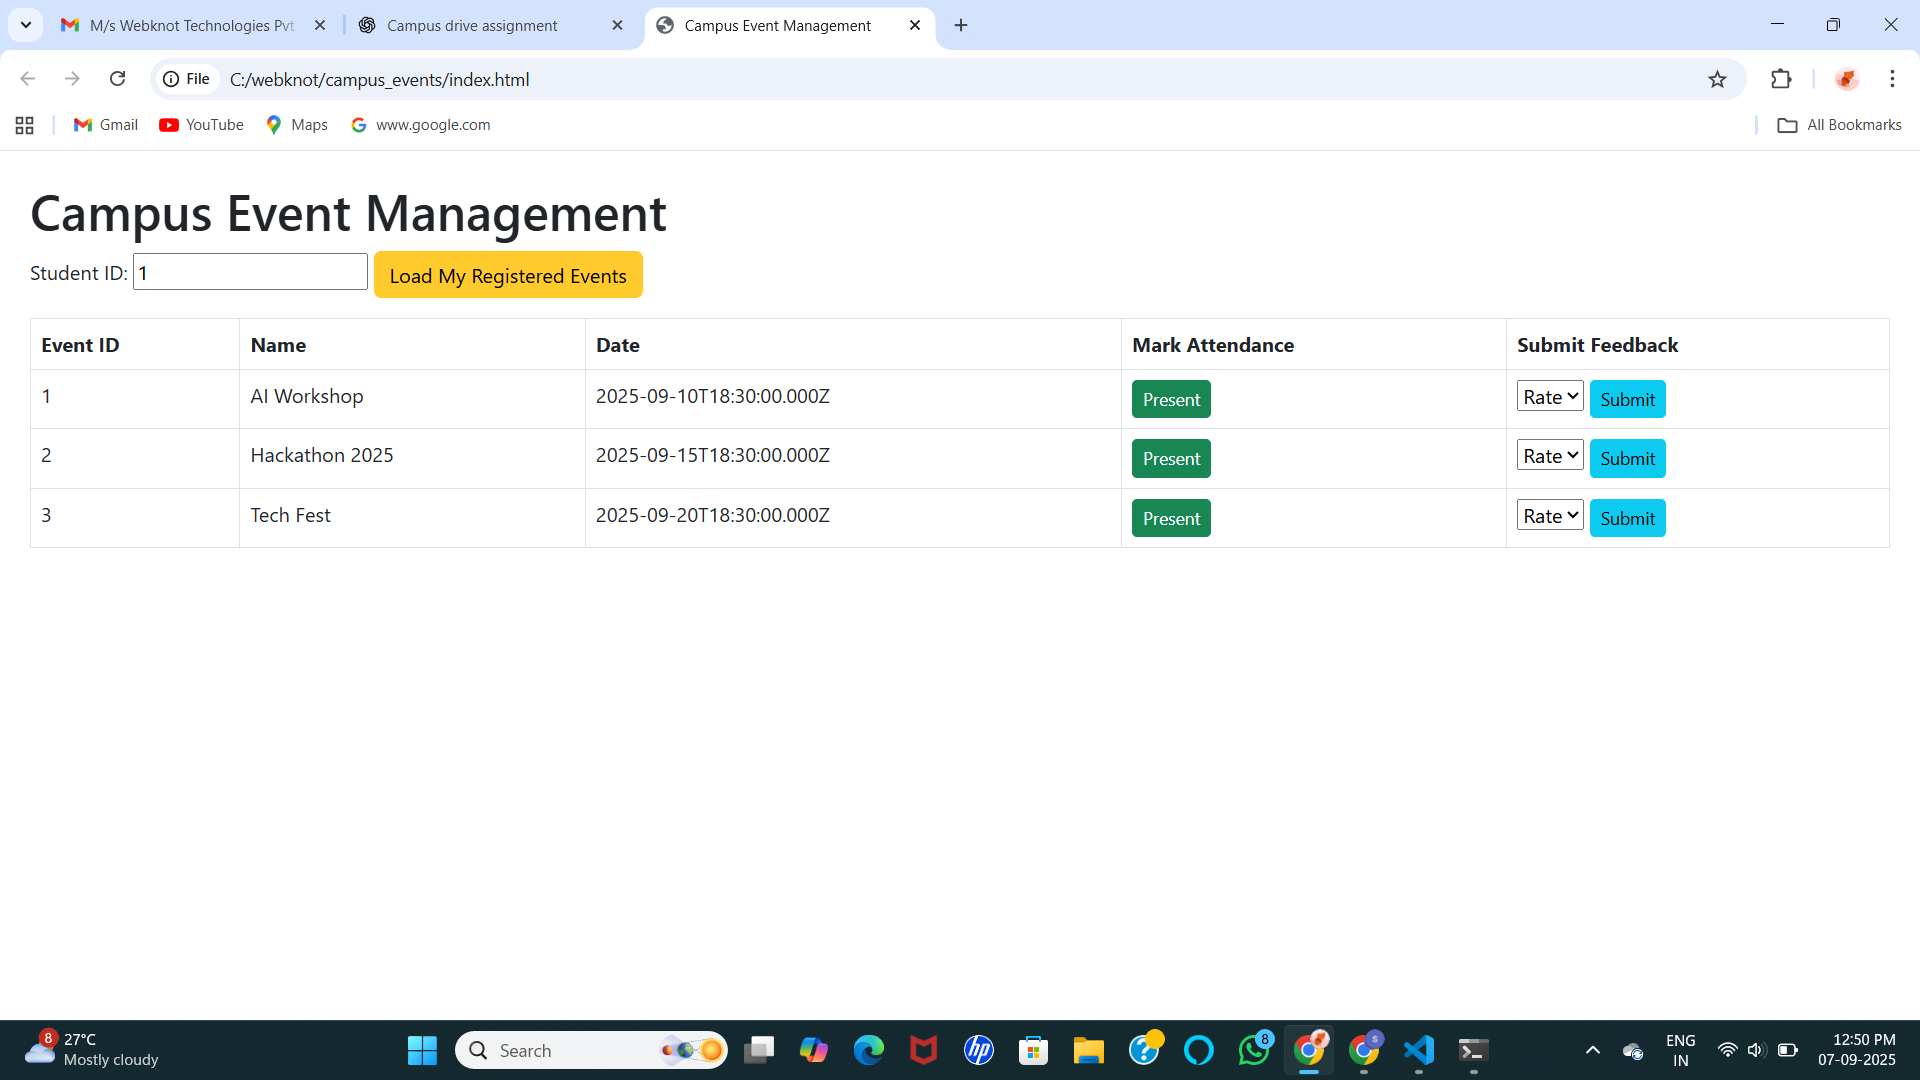 M/s Webknot Technologies Pvt
Campus drive assignment
Campus Event Management
File
C:/webknot/campus_events/index.html
Gmail
YouTube
Maps
www.google.com
All Bookmarks
Campus Event Management
Student ID: 1 Load My Registered Events
Event ID Name Date Mark Attendance Submit Feedback
1 AI Workshop 2025-09-10T18:30:00.000Z Present Rate Submit
2 Hackathon 2025 2025-09-15T18:30:00.000Z Present Rate Submit
3 Tech Fest 2025-09-20T18:30:00.000Z Present Rate Submit
8
27°C
Mostly cloudy
Search
hp
8
s
ENG
IN
12:50 PM
07-09-2025